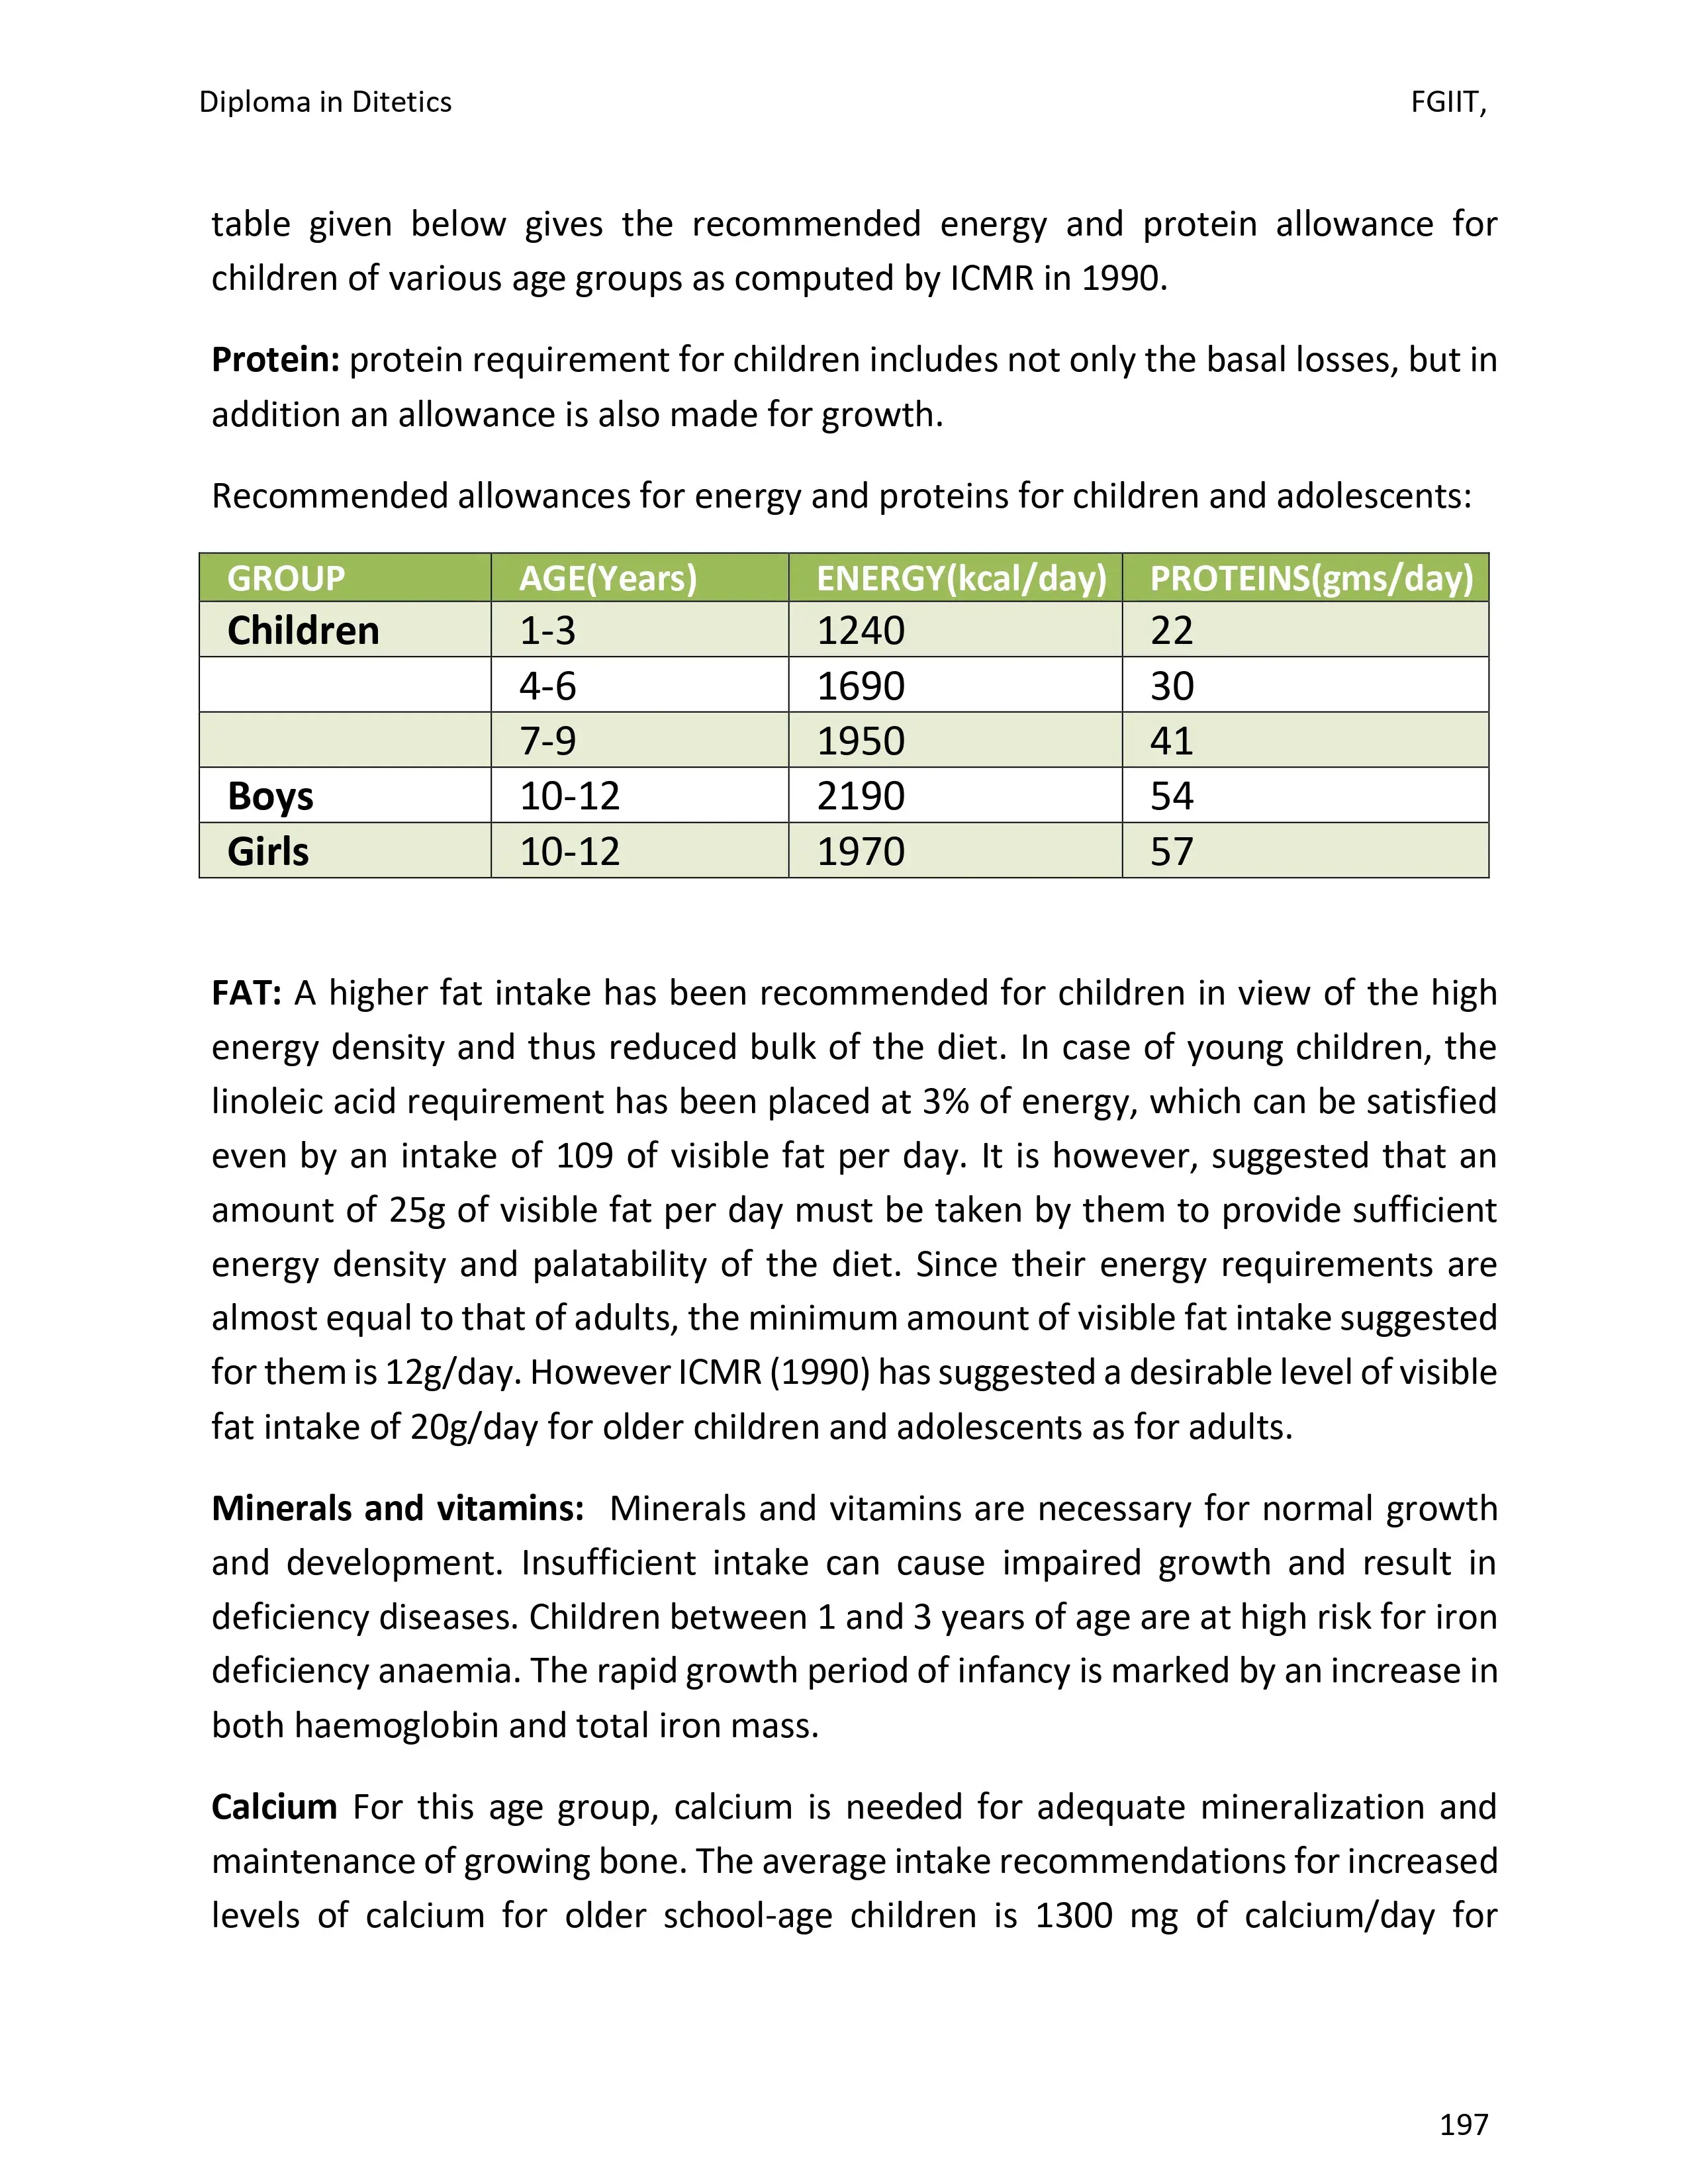 Diploma in Ditetics FGIIT,
table given below gives the recommended energy and protein allowance for
children of various age groups as computed by ICMR in 1990.
Protein: protein requirement for children includes not only the basal losses, but in
addition an allowance is also made for growth.
Recommended allowances for energy and proteins for children and adolescents:
GROUP AGE(Years) ENERGY(kcal/day) PROTEINS(gms/day)
Children 1-3 1240 22
4-6 1690 30
7-9 1950 41
Boys 10-12 2190 54
Girls 10-12 1970 57
FAT: A higher fat intake has been recommended for children in view of the high
energy density and thus reduced bulk of the diet. In case of young children, the
linoleic acid requirement has been placed at 3% of energy, which can be satisfied
even by an intake of 109 of visible fat per day. It is however, suggested that an
amount of 25g of visible fat per day must be taken by them to provide sufficient
energy density and palatability of the diet. Since their energy requirements are
almost equal to that of adults, the minimum amount of visible fat intake suggested
for them is 12g/day. However ICMR (1990) has suggested a desirable level of visible
fat intake of 20g/day for older children and adolescents as for adults.
Minerals and vitamins: Minerals and vitamins are necessary for normal growth
and development. Insufficient intake can cause impaired growth and result in
deficiency diseases. Children between 1 and 3 years of age are at high risk for iron
deficiency anaemia. The rapid growth period of infancy is marked by an increase in
both haemoglobin and total iron mass.
Calcium For this age group, calcium is needed for adequate mineralization and
maintenance of growing bone. The average intake recommendations for increased
levels of calcium for older school-age children is 1300 mg of calcium/day for
197